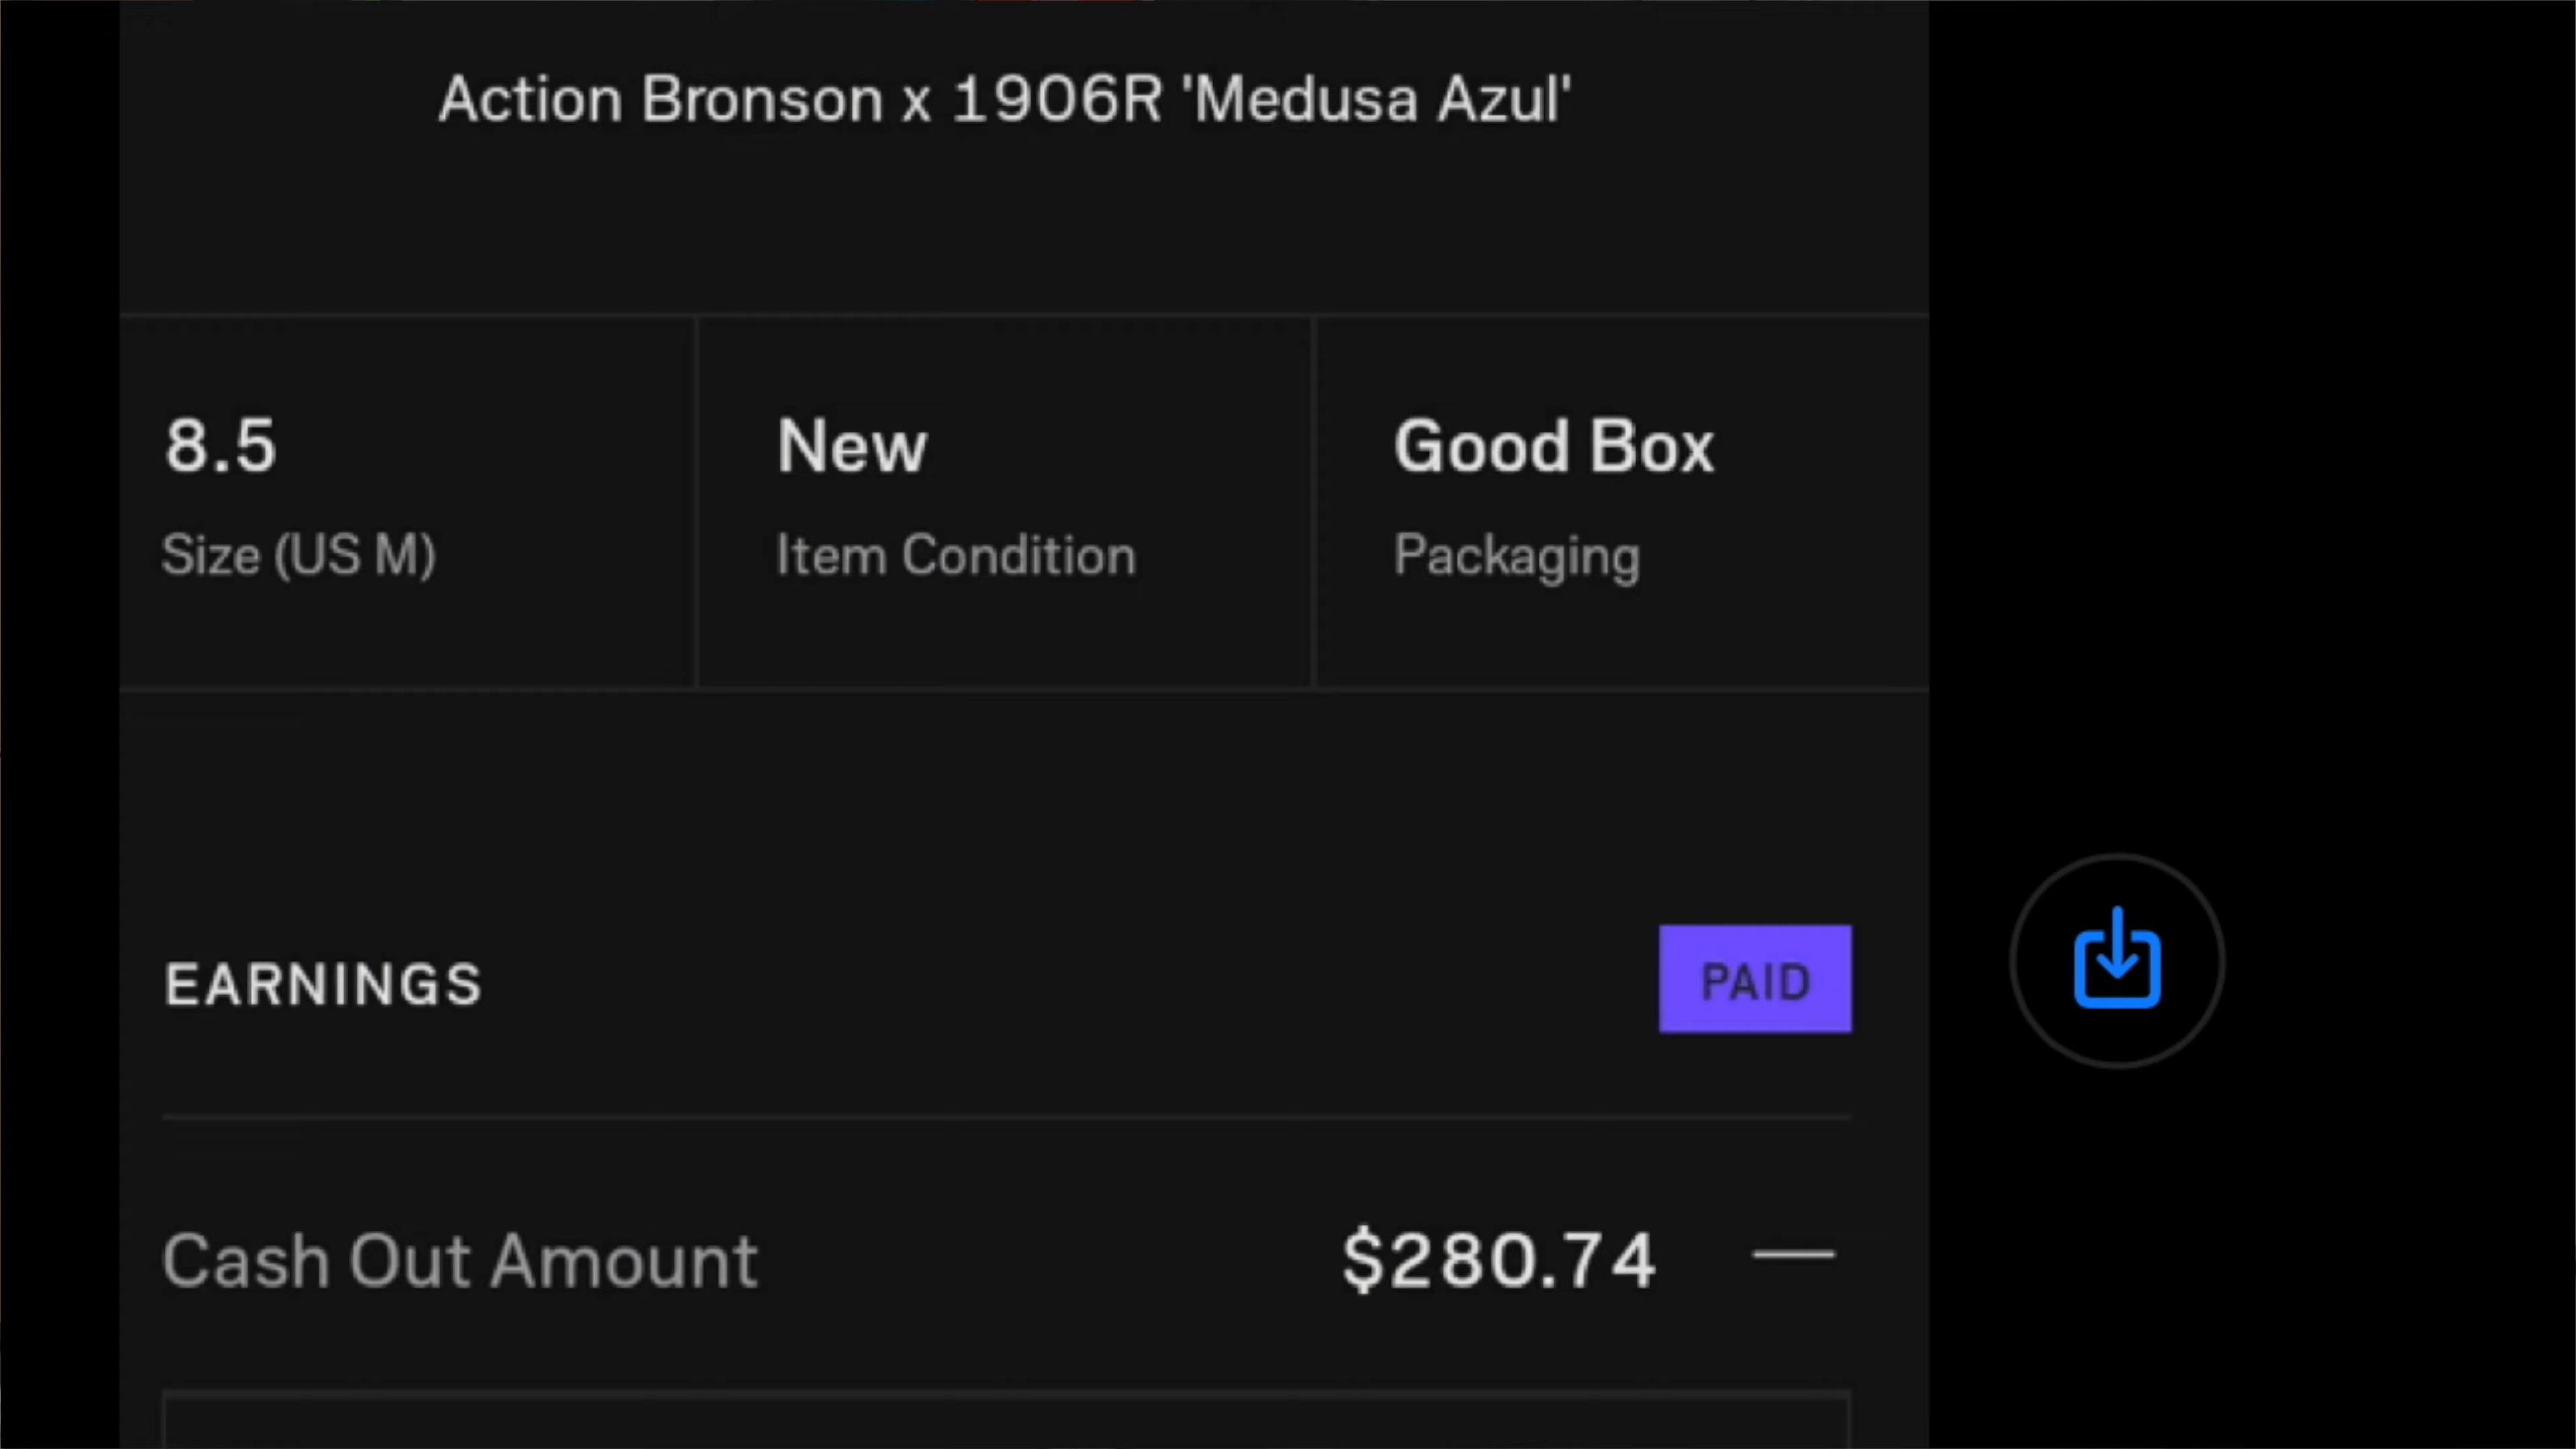 Action Bronson x 1906R 'Medusa Azul'
8.5 New Good Box
Size (US M) Item Condition Packaging
EARNINGS PAID
Cash Out Amount $280.74